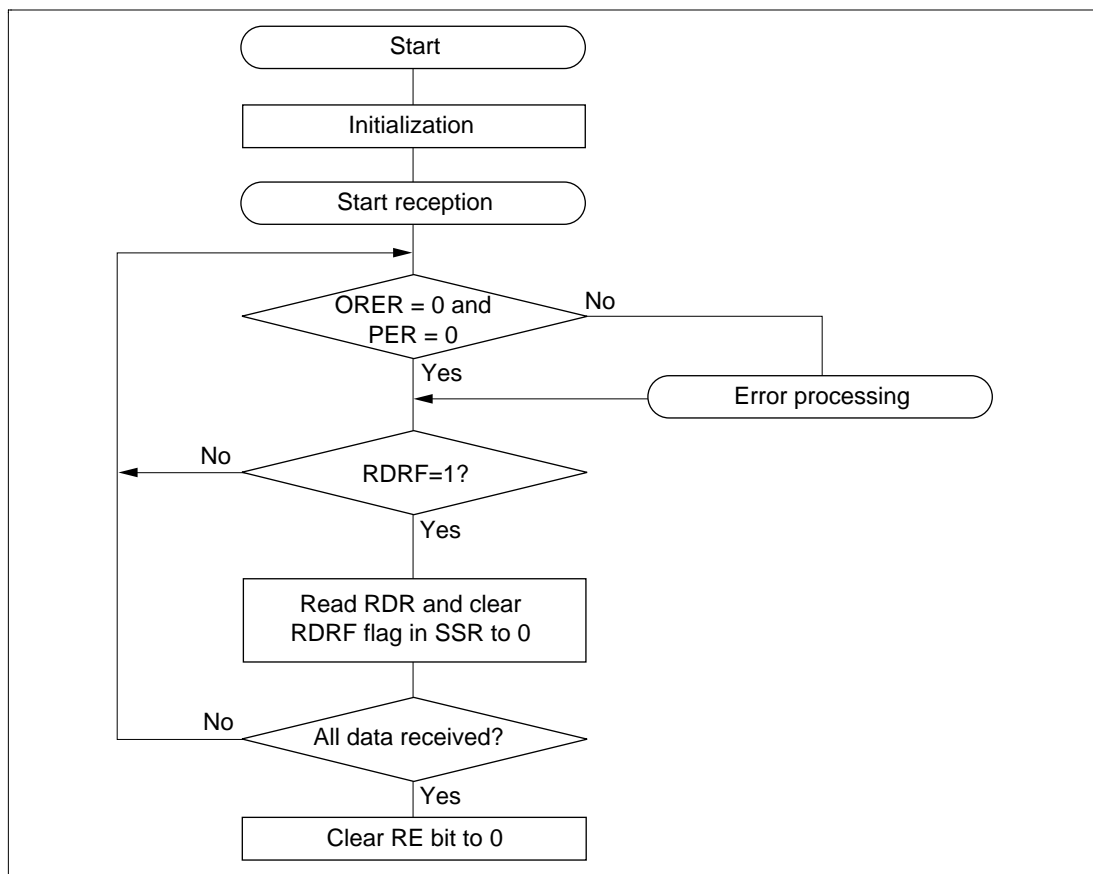 Start
Initialization
Start reception
ORER = 0 and
PER = 0
No
Yes
Error processing
No
RDRF=1?
Yes
Read RDR and clear
RDRF flag in SSR to 0
No
All data received?
Yes
Clear RE bit to 0